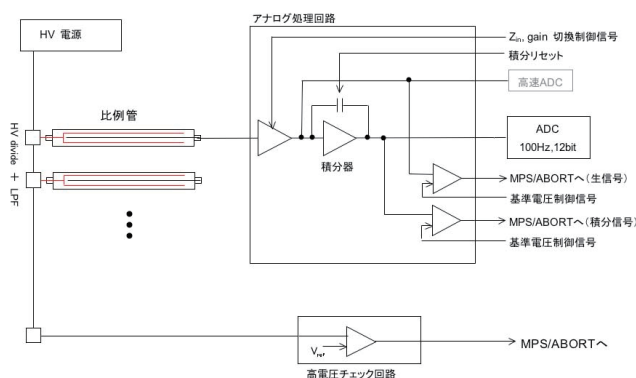 アナログ処理回路
HV 電源
Zin, gain 切換制御信号
積分リセット
高速ADC
比例管
HV divide + LPF
積分器
ADC
100Hz,12bit
MPS/ABORTへ(生信号)
基準電圧制御信号
MPS/ABORTへ(積分信号)
基準電圧制御信号
Vref
MPS/ABORTへ
高電圧チェック回路